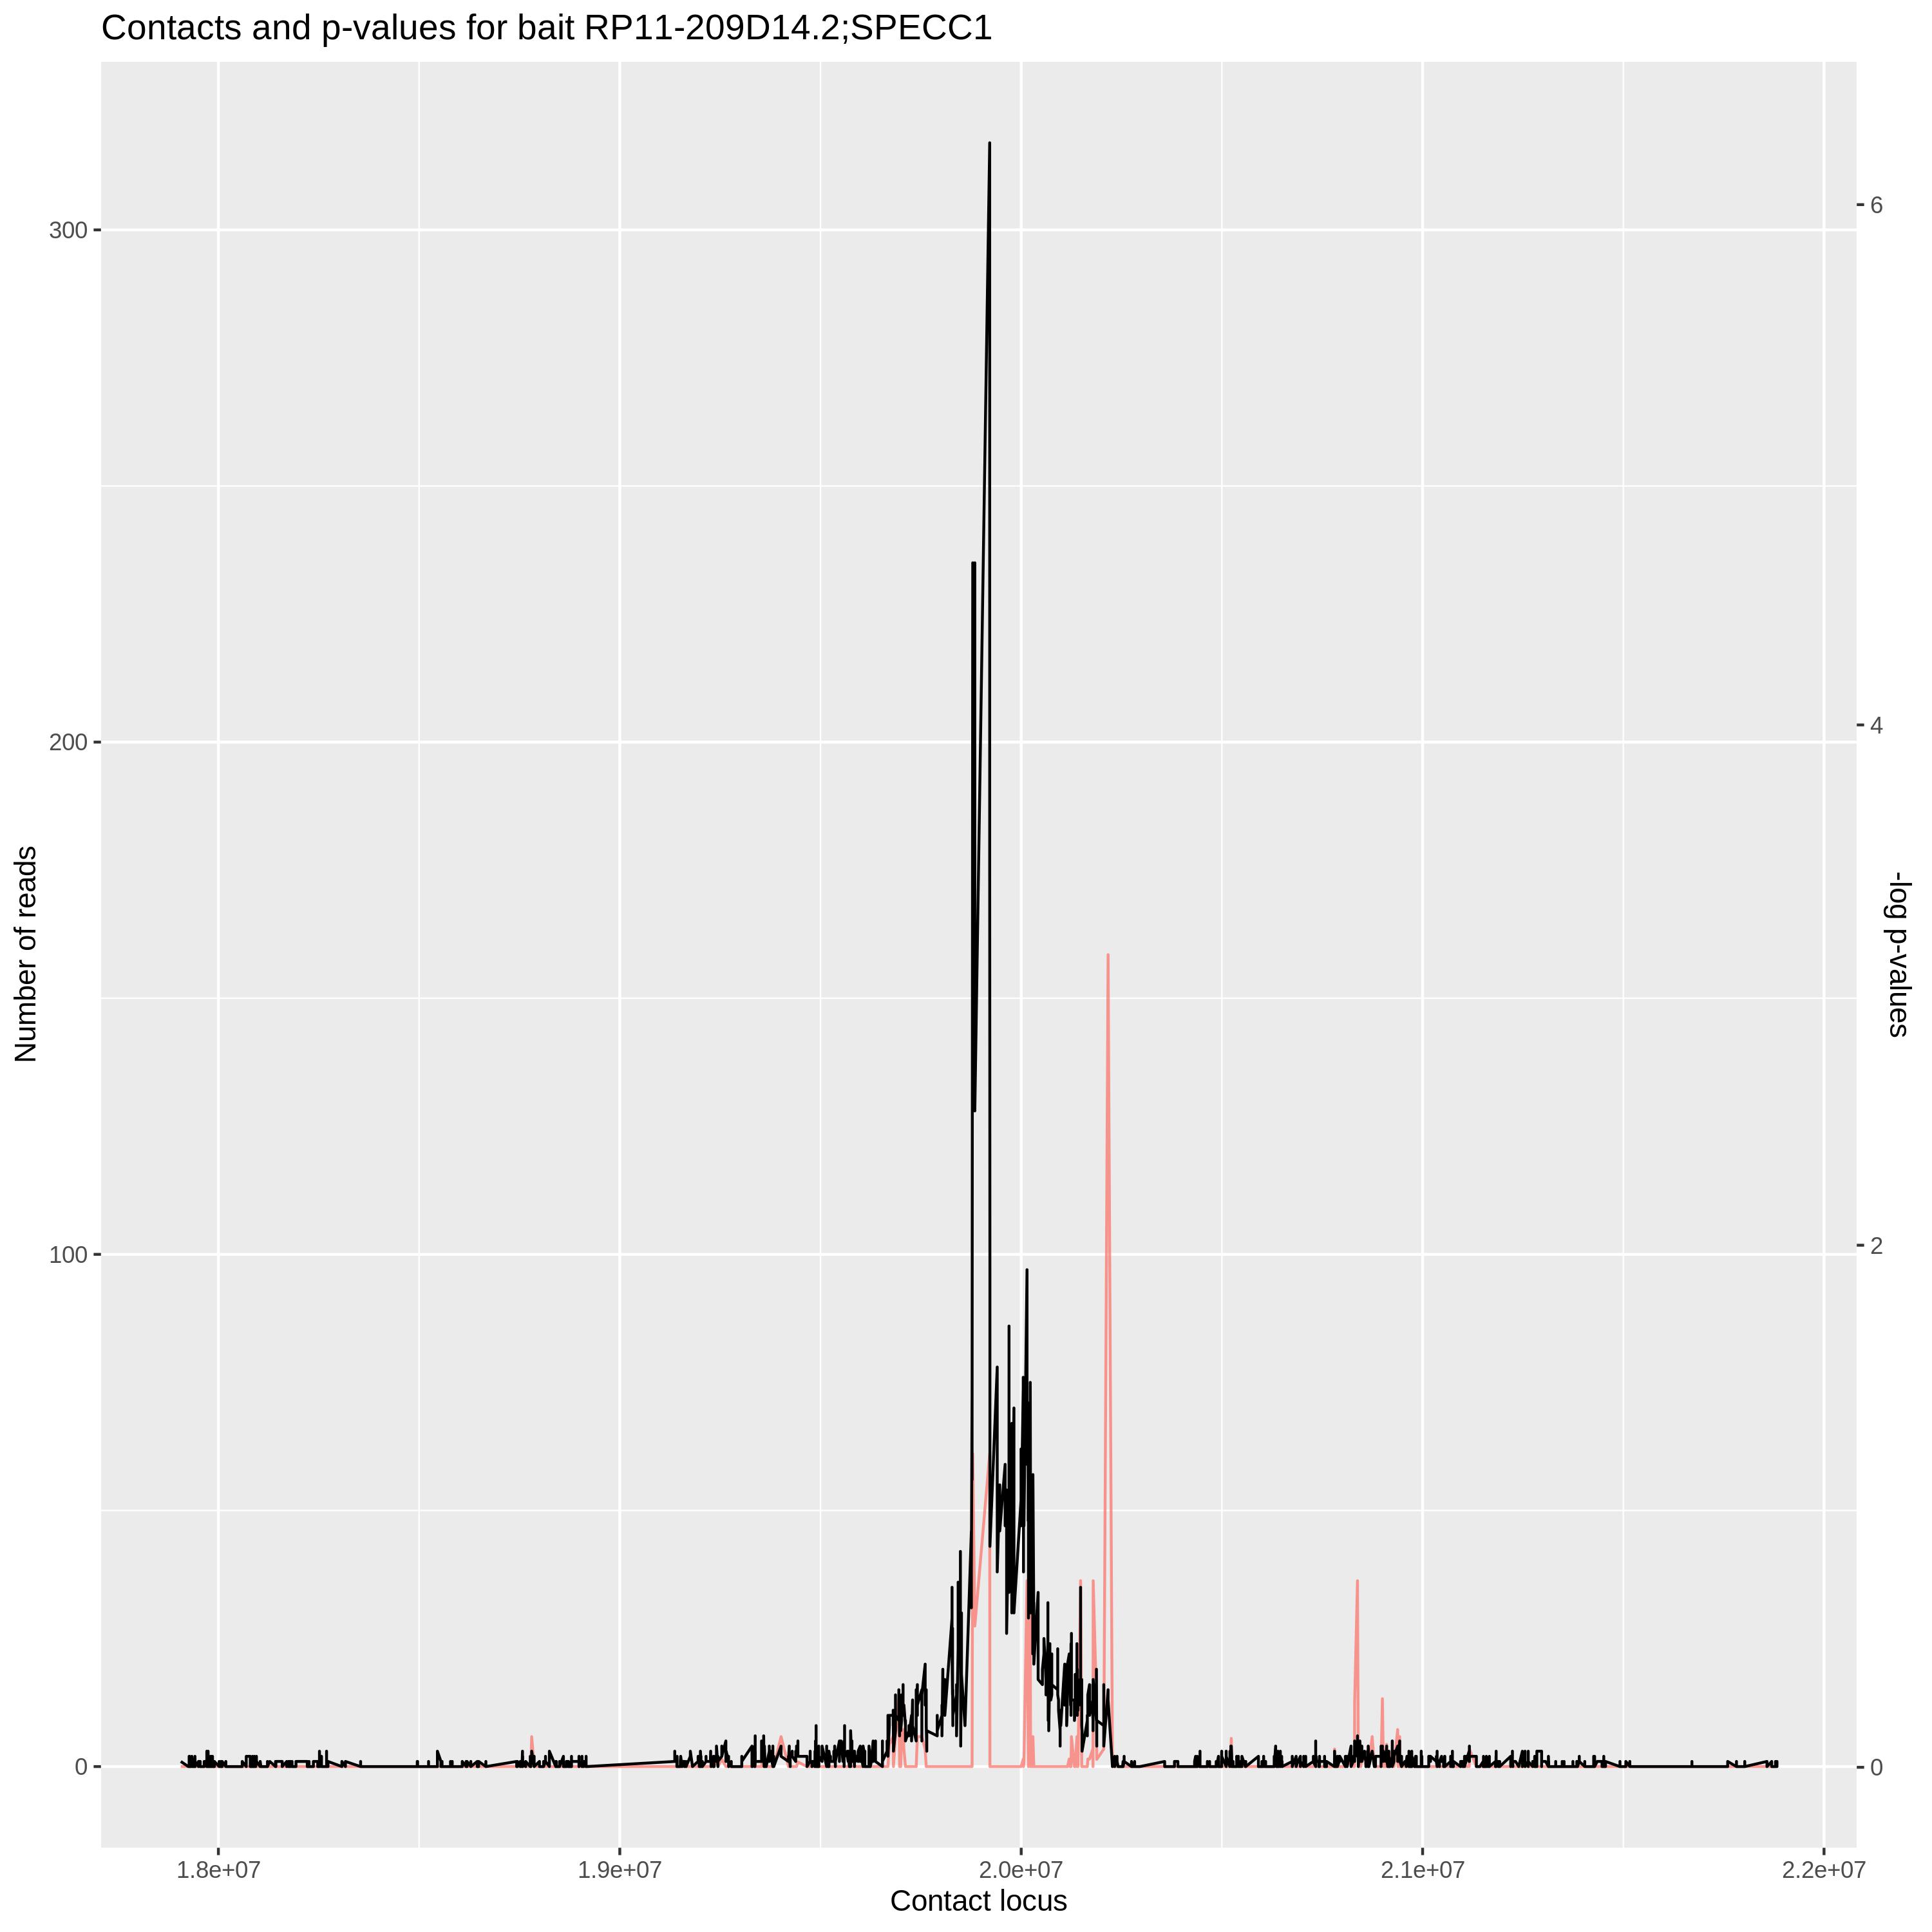 Contacts and p-values for bait RP11-209D14.2;SPECC1
300
200
100
0
Number of reads
6
4
2
0
-log p-values
1.8e+07 1.9e+07 2.0e+07 2.1e+07 2.2e+07
Contact locus